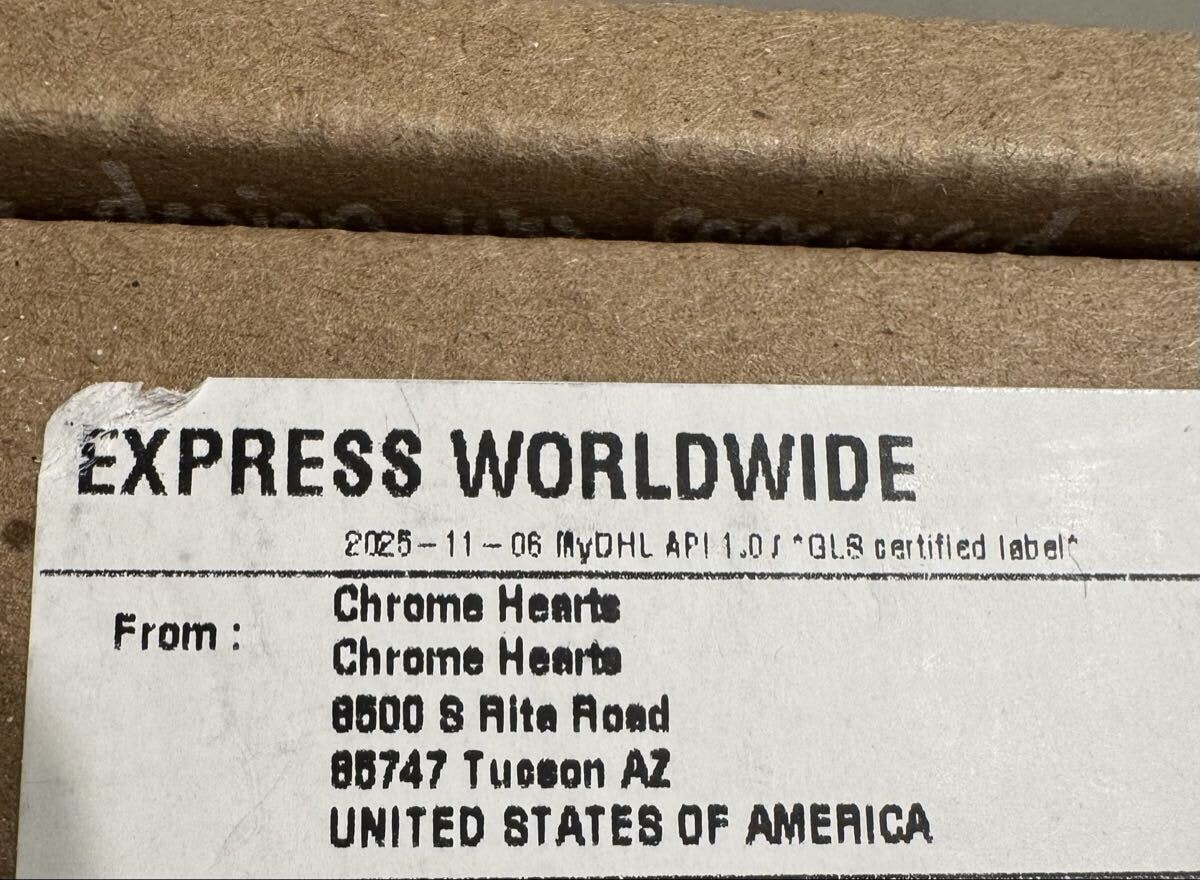 EXPRESS WORLDWIDE
2025-11-06 MyDHL API 1.0 / *GLS certified label*
From :
Chrome Hearts
Chrome Hearts
8500 S Rita Road
85747 Tucson AZ
UNITED STATES OF AMERICA